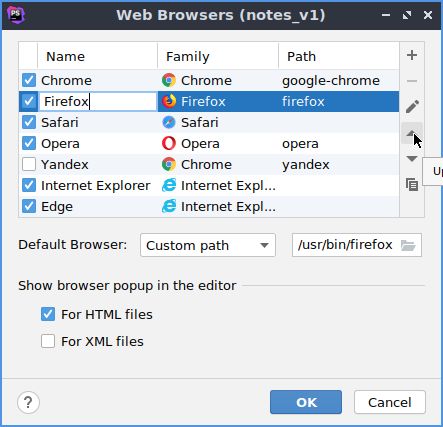 PS
Web Browsers (notes_v1)
Name Family Path
Chrome Chrome google-chrome
Firefox Firefox firefox
Safari Safari
Opera Opera opera
Yandex Chrome yandex
Internet Explorer Internet Expl...
Edge Internet Expl...
Up
Default Browser: Custom path /usr/bin/firefox
Show browser popup in the editor
For HTML files
For XML files
? OK Cancel